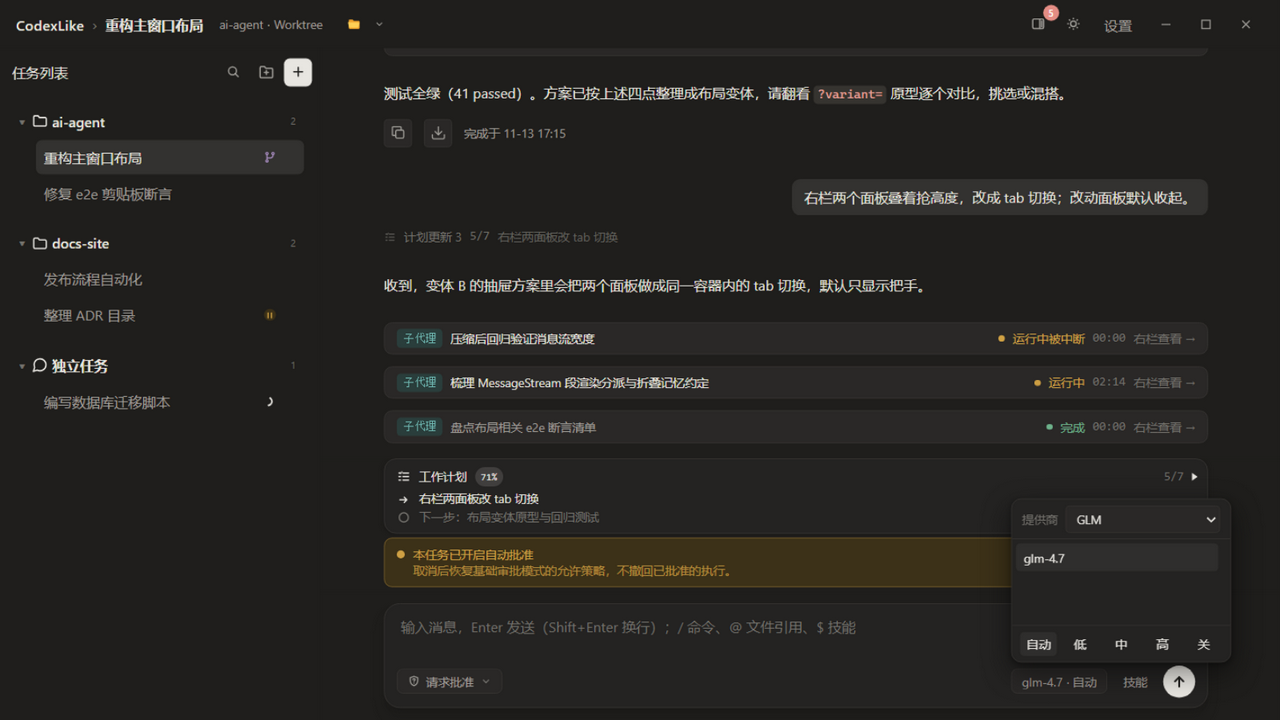 CodexLike › 重构主窗口布局 ai-agent · Worktree
5
设置
任务列表
ai-agent 2
重构主窗口布局
修复 e2e 剪贴板断言
docs-site 2
发布流程自动化
整理 ADR 目录
独立任务 1
编写数据库迁移脚本
测试全绿（41 passed）。方案已按上述四点整理成布局变体，请翻看 ?variant= 原型逐个对比，挑选或混搭。
完成于 11-13 17:15
右栏两个面板叠着抢高度，改成 tab 切换；改动面板默认收起。
计划更新 3 5/7 右栏两面板改 tab 切换
收到，变体 B 的抽屉方案里会把两个面板做成同一容器内的 tab 切换，默认只显示把手。
子代理 压缩后回归验证消息流宽度 运行中被中断 00:00 右栏查看 →
子代理 梳理 MessageStream 段渲染分派与折叠记忆约定 运行中 02:14 右栏查看 →
子代理 盘点布局相关 e2e 断言清单 完成 00:00 右栏查看 →
工作计划 71% 5/7
右栏两面板改 tab 切换
下一步：布局变体原型与回归测试
本任务已开启自动批准
取消后恢复基础审批模式的允许策略，不撤回已批准的执行。
提供商 GLM
glm-4.7
自动 低 中 高 关
输入消息，Enter 发送（Shift+Enter 换行）；/ 命令、@ 文件引用、$ 技能
请求批准
glm-4.7 · 自动 技能